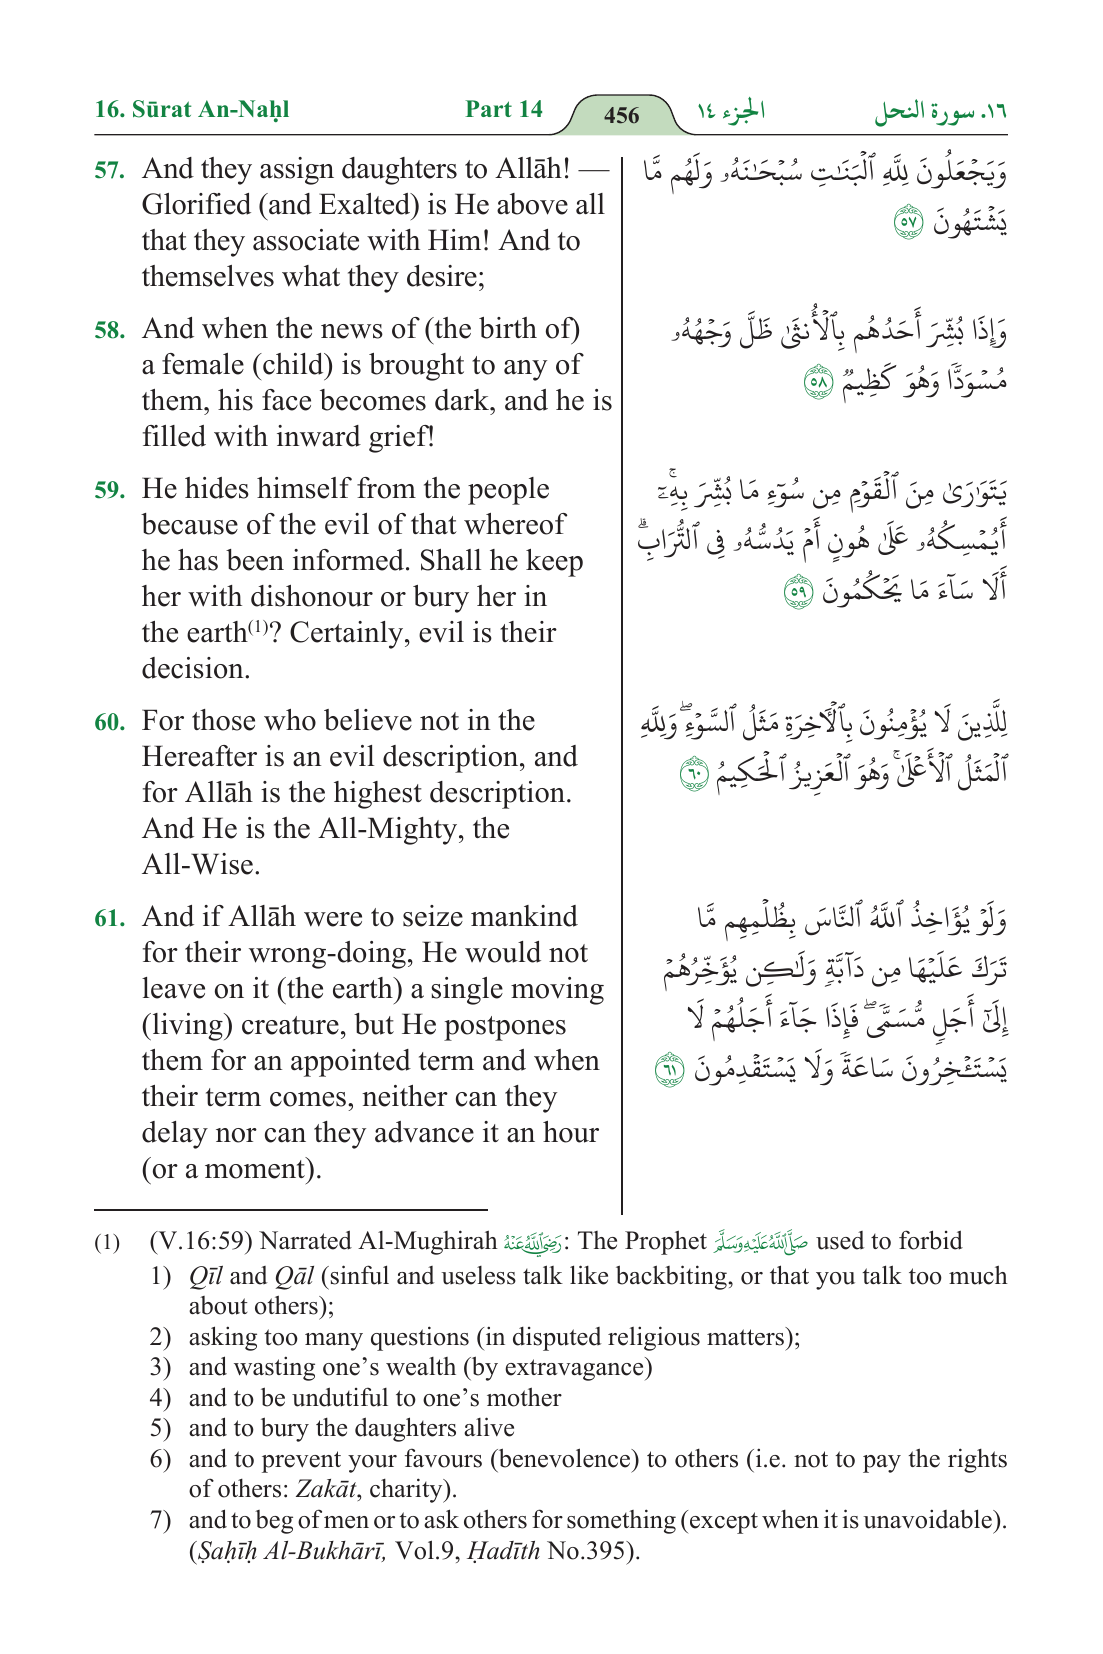 16. Sūrat An-Naḥl
Part 14
456
الجزء ١٤
١٦. سورة النحل
57. And they assign daughters to Allāh! —
Glorified (and Exalted) is He above all
that they associate with Him! And to
themselves what they desire;
وَيَجۡعَلُونَ لِلَّهِ ٱلۡبَنَٰتِ سُبۡحَٰنَهُۥ وَلَهُم مَّا
يَشۡتَهُونَ ٥٧
58. And when the news of (the birth of)
a female (child) is brought to any of
them, his face becomes dark, and he is
filled with inward grief!
وَإِذَا بُشِّرَ أَحَدُهُم بِٱلۡأُنثَىٰ ظَلَّ وَجۡهُهُۥ
مُسۡوَدّٗا وَهُوَ كَظِيمٞ ٥٨
59. He hides himself from the people
because of the evil of that whereof
he has been informed. Shall he keep
her with dishonour or bury her in
the earth(1)? Certainly, evil is their
decision.
يَتَوَٰرَىٰ مِنَ ٱلۡقَوۡمِ مِن سُوٓءِ مَا بُشِّرَ بِهِۦٓۚ
أَيُمۡسِكُهُۥ عَلَىٰ هُونٍ أَمۡ يَدُسُّهُۥ فِي ٱلتُّرَابِۗ
أَلَا سَآءَ مَا يَحۡكُمُونَ ٥٩
60. For those who believe not in the
Hereafter is an evil description, and
for Allāh is the highest description.
And He is the All-Mighty, the
All-Wise.
لِلَّذِينَ لَا يُؤۡمِنُونَ بِٱلۡأٓخِرَةِ مَثَلُ ٱلسَّوۡءِۖ وَلِلَّهِ
ٱلۡمَثَلُ ٱلۡأَعۡلَىٰۚ وَهُوَ ٱلۡعَزِيزُ ٱلۡحَكِيمُ ٦٠
61. And if Allāh were to seize mankind
for their wrong-doing, He would not
leave on it (the earth) a single moving
(living) creature, but He postpones
them for an appointed term and when
their term comes, neither can they
delay nor can they advance it an hour
(or a moment).
وَلَوۡ يُؤَاخِذُ ٱللَّهُ ٱلنَّاسَ بِظُلۡمِهِم مَّا
تَرَكَ عَلَيۡهَا مِن دَآبَّةٖ وَلَٰكِن يُؤَخِّرُهُمۡ
إِلَىٰٓ أَجَلٖ مُّسَمّٗىۖ فَإِذَا جَآءَ أَجَلُهُمۡ لَا
يَسۡتَـٔۡخِرُونَ سَاعَةٗ وَلَا يَسۡتَقۡدِمُونَ ٦١
(1) (V.16:59) Narrated Al-Mughirah رَضِيَ اللَّهُ عَنْهُ: The Prophet صَلَّى اللَّهُ عَلَيْهِ وَسَلَّمَ used to forbid
1) Qīl and Qāl (sinful and useless talk like backbiting, or that you talk too much
about others);
2) asking too many questions (in disputed religious matters);
3) and wasting one’s wealth (by extravagance)
4) and to be undutiful to one’s mother
5) and to bury the daughters alive
6) and to prevent your favours (benevolence) to others (i.e. not to pay the rights
of others: Zakāt, charity).
7) and to beg of men or to ask others for something (except when it is unavoidable).
(Ṣaḥīḥ Al-Bukhārī, Vol.9, Ḥadīth No.395).